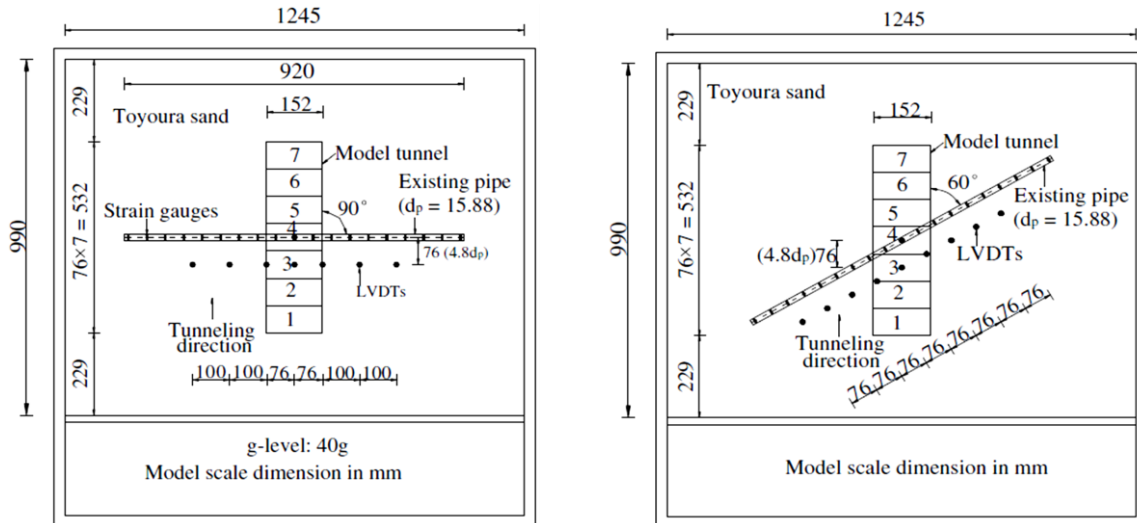 1245
920
229
Toyoura sand
152
7
Model tunnel
6
Existing pipe
(dp = 15.88)
5
90°
Strain gauges
4
990
76×7 = 532
76 (4.8dp)
3
LVDTs
2
Tunneling
direction
1
100 100 76 76 100 100
229
g-level: 40g
Model scale dimension in mm
1245
229
Toyoura sand
152
7
Model tunnel
6
60°
Existing pipe
(dp = 15.88)
5
4
LVDTs
990
76×7 = 532
(4.8dp)76
3
2
Tunneling
direction
1
76 76 76 76 76 76 76 76
229
Model scale dimension in mm